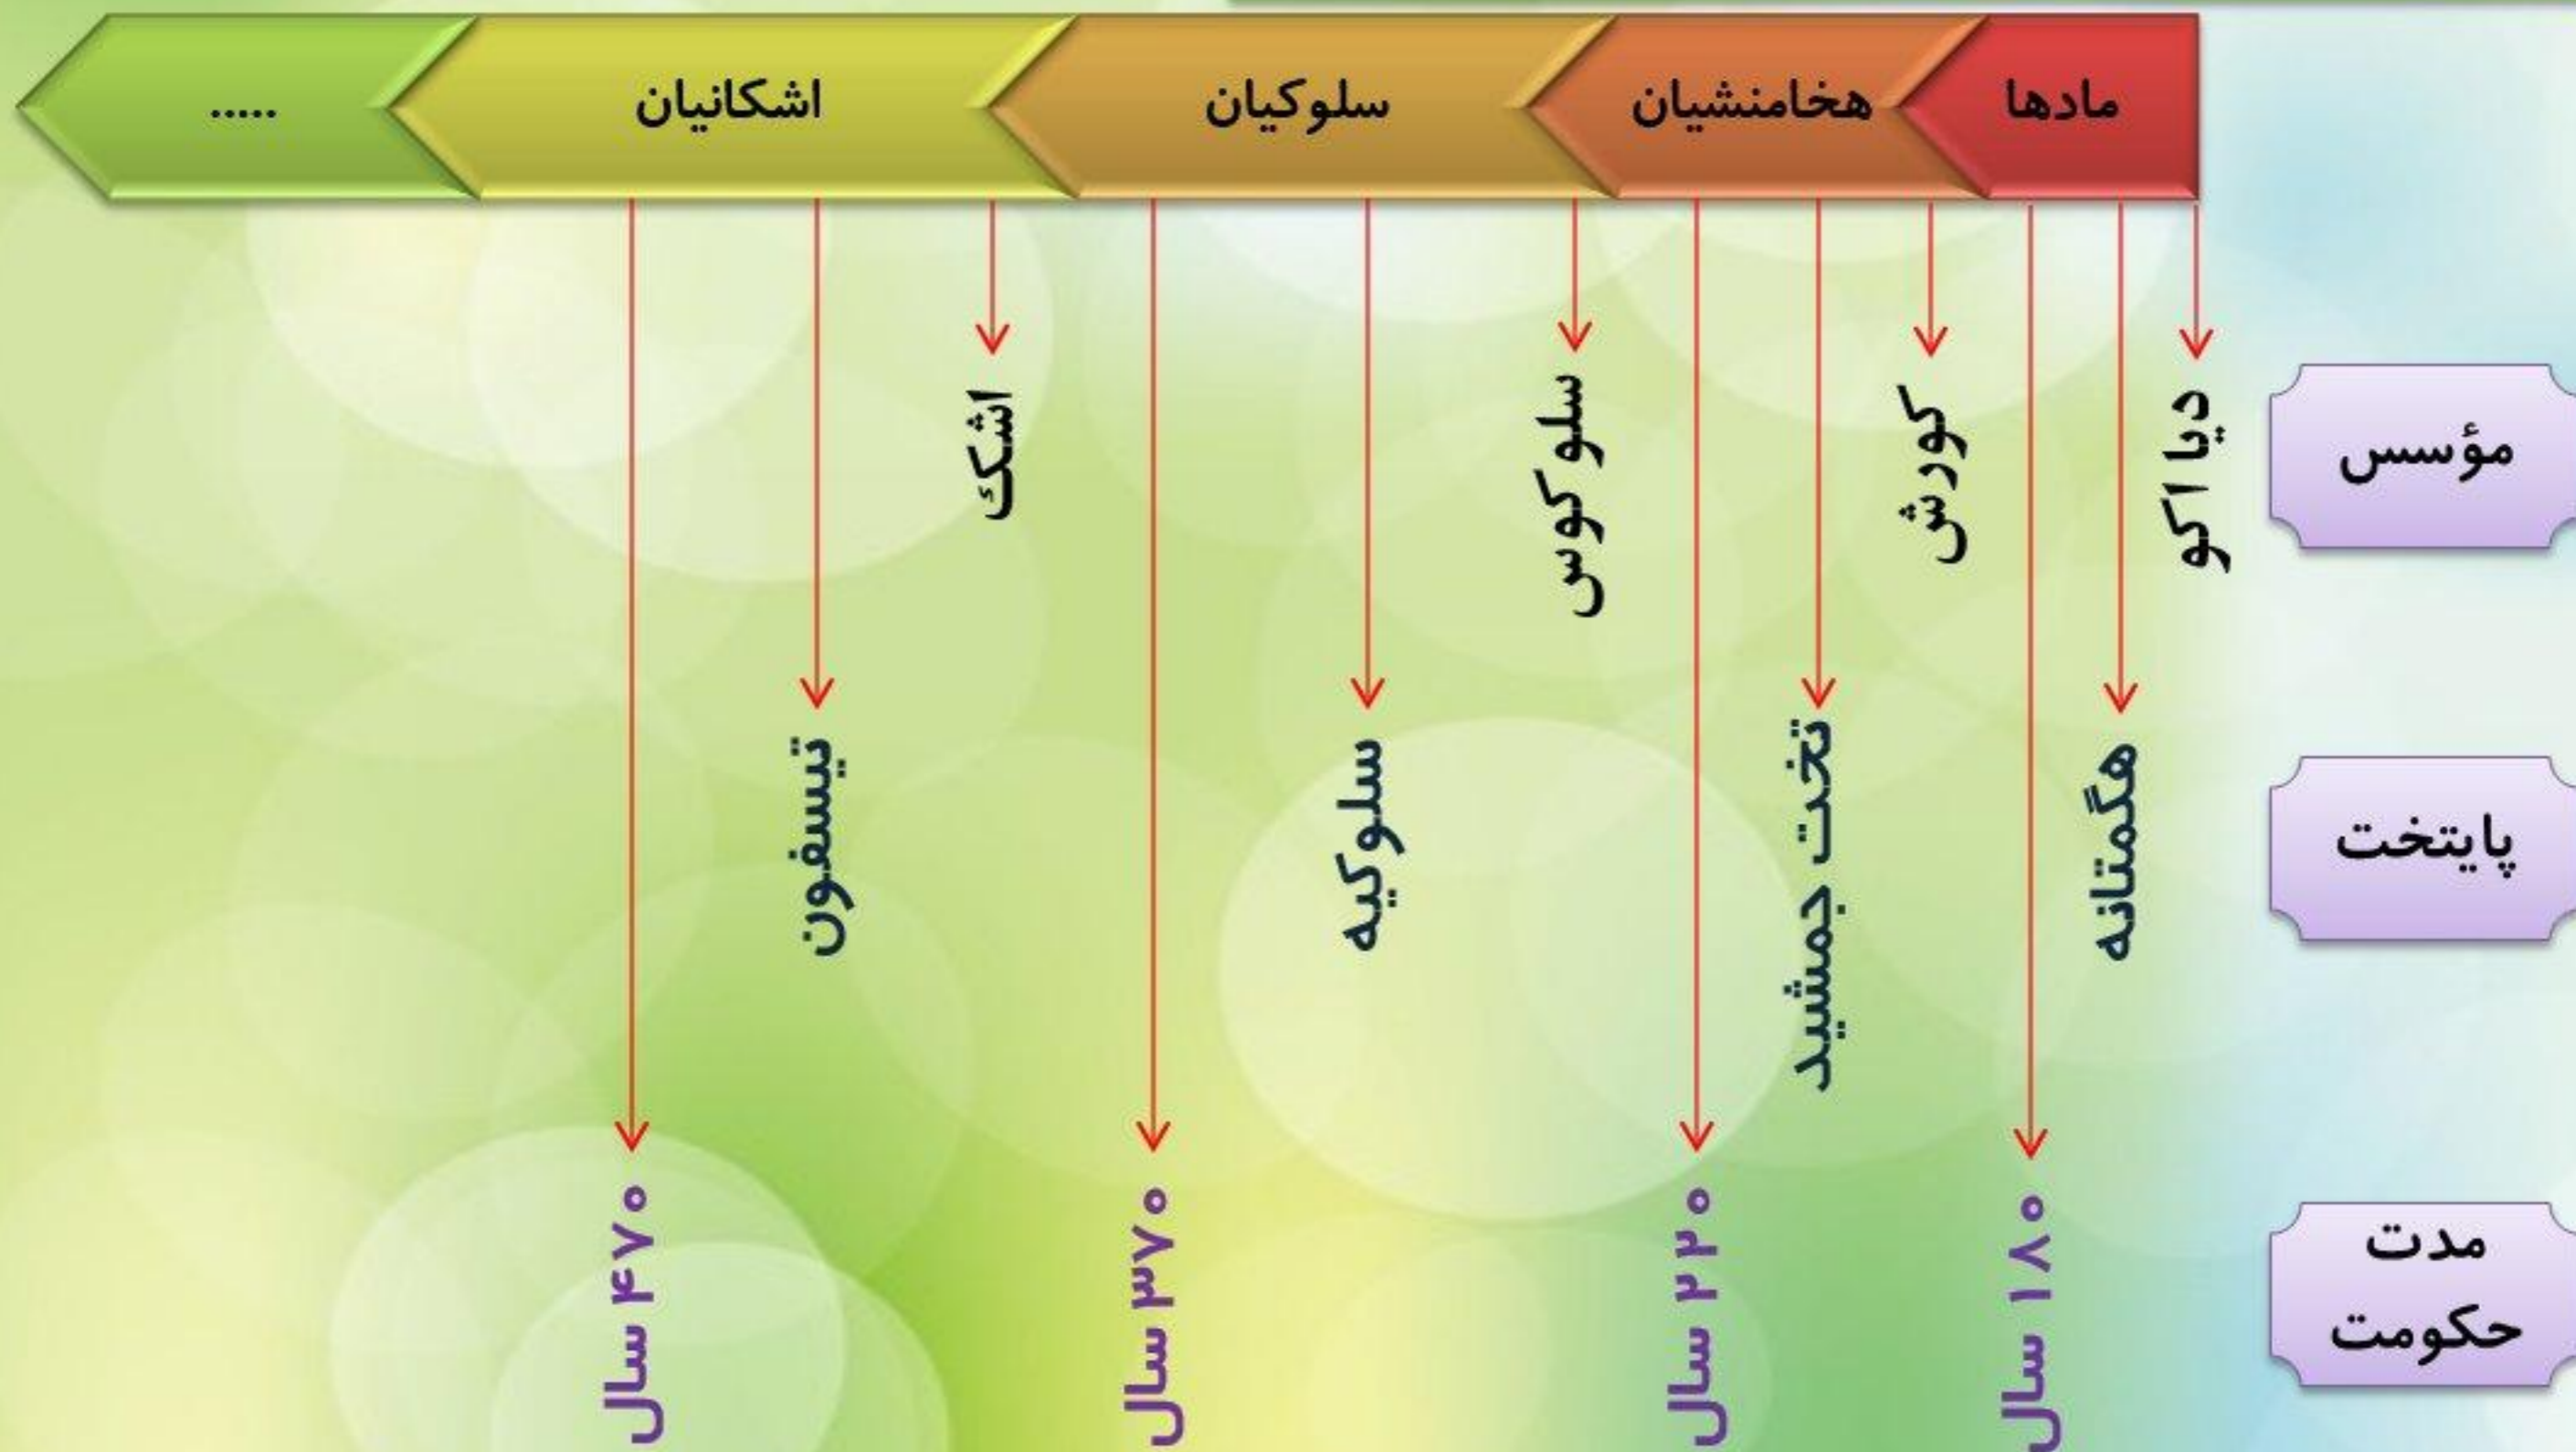 مادها
هخامنشیان
سلوکیان
اشکانیان
.....
مؤسس
دیا اکو
کورش
سلوکوس
اشک
پایتخت
هگمتانه
تخت جمشید
سلوکیه
تیسفون
مدت
حکومت
۱۸۰ سال
۲۲۰ سال
۳۷۰ سال
۴۷۰ سال